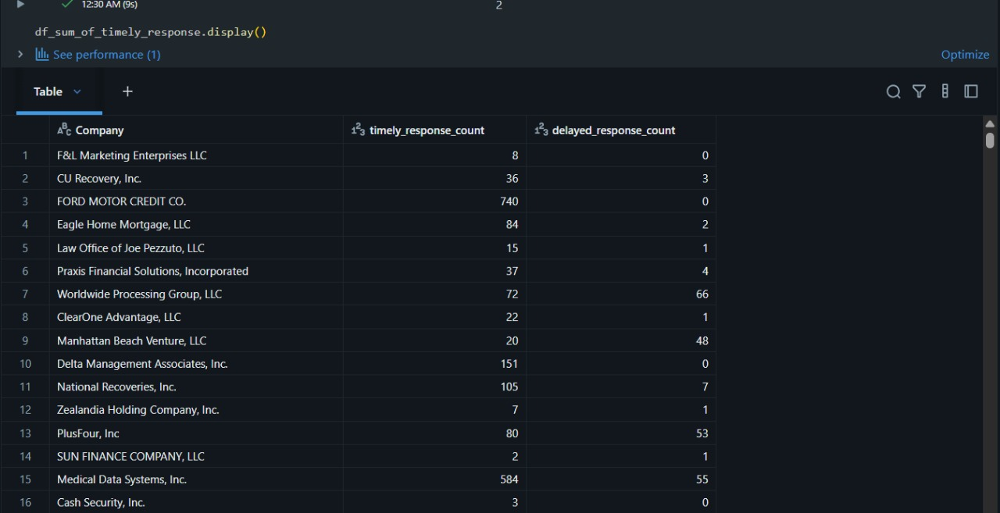 12:30 AM (9s)
2
df_sum_of_timely_response.display()
See performance (1)
Optimize
Table
+
ABC Company 123 timely_response_count 123 delayed_response_count
1 F&L Marketing Enterprises LLC 8 0
2 CU Recovery, Inc. 36 3
3 FORD MOTOR CREDIT CO. 740 0
4 Eagle Home Mortgage, LLC 84 2
5 Law Office of Joe Pezzuto, LLC 15 1
6 Praxis Financial Solutions, Incorporated 37 4
7 Worldwide Processing Group, LLC 72 66
8 ClearOne Advantage, LLC 22 1
9 Manhattan Beach Venture, LLC 20 48
10 Delta Management Associates, Inc. 151 0
11 National Recoveries, Inc. 105 7
12 Zealandia Holding Company, Inc. 7 1
13 PlusFour, Inc 80 53
14 SUN FINANCE COMPANY, LLC 2 1
15 Medical Data Systems, Inc. 584 55
16 Cash Security, Inc. 3 0